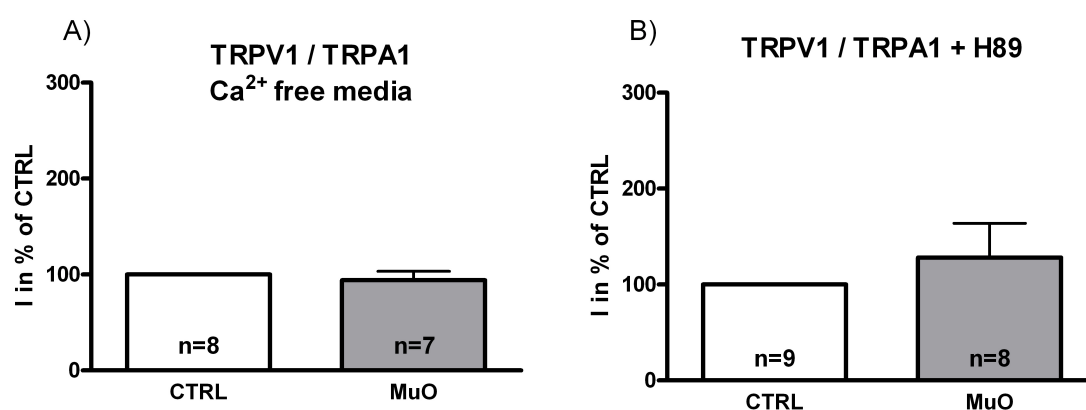 A)
TRPV1 / TRPA1
Ca2+ free media
I in % of CTRL
300
200
100
0
n=8
n=7
CTRL
MuO
B)
TRPV1 / TRPA1 + H89
I in % of CTRL
300
200
100
0
n=9
n=8
CTRL
MuO